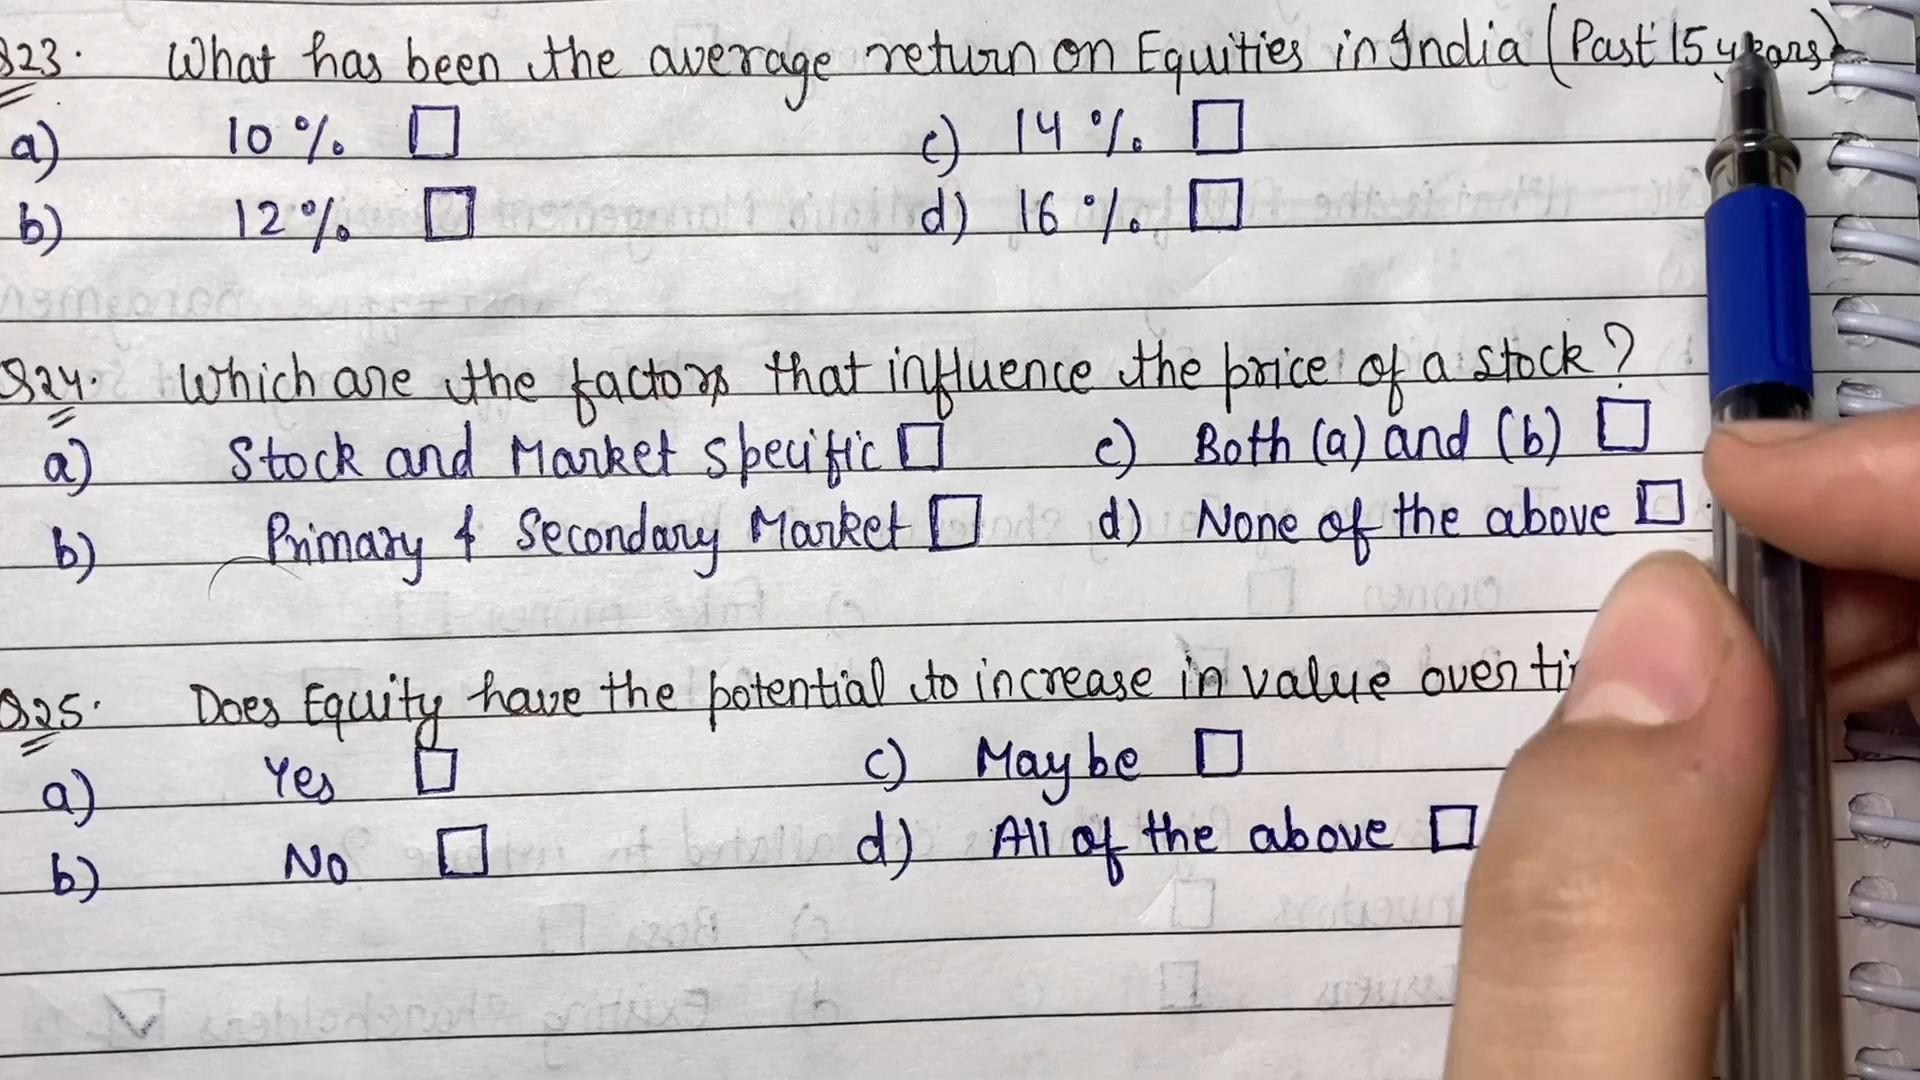 Q23. What has been the average return on Equities in India (Past 15 years)
a) 10 % c) 14 %
b) 12 % d) 16 %
Q24. Which are the factors that influence the price of a stock?
a) Stock and Market specific c) Both (a) and (b)
b) Primary & Secondary Market d) None of the above
Q25. Does Equity have the potential to increase in value over
a) Yes c) May be
b) No d) All of the above